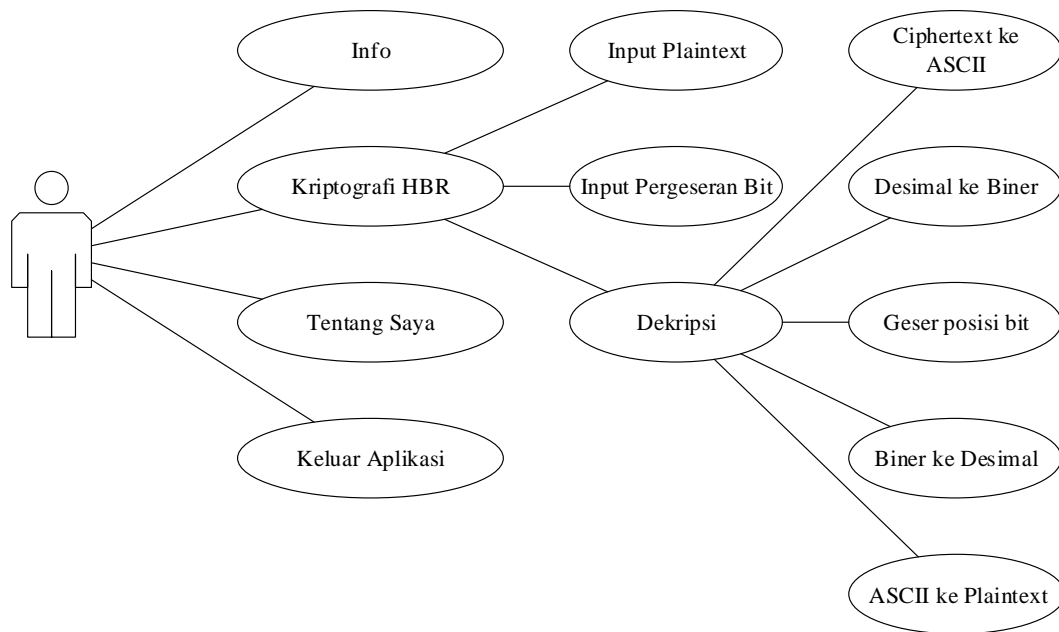 Info
Input Plaintext
Ciphertext ke
ASCII
Kriptografi HBR
Input Pergeseran Bit
Desimal ke Biner
Tentang Saya
Dekripsi
Geser posisi bit
Keluar Aplikasi
Biner ke Desimal
ASCII ke Plaintext